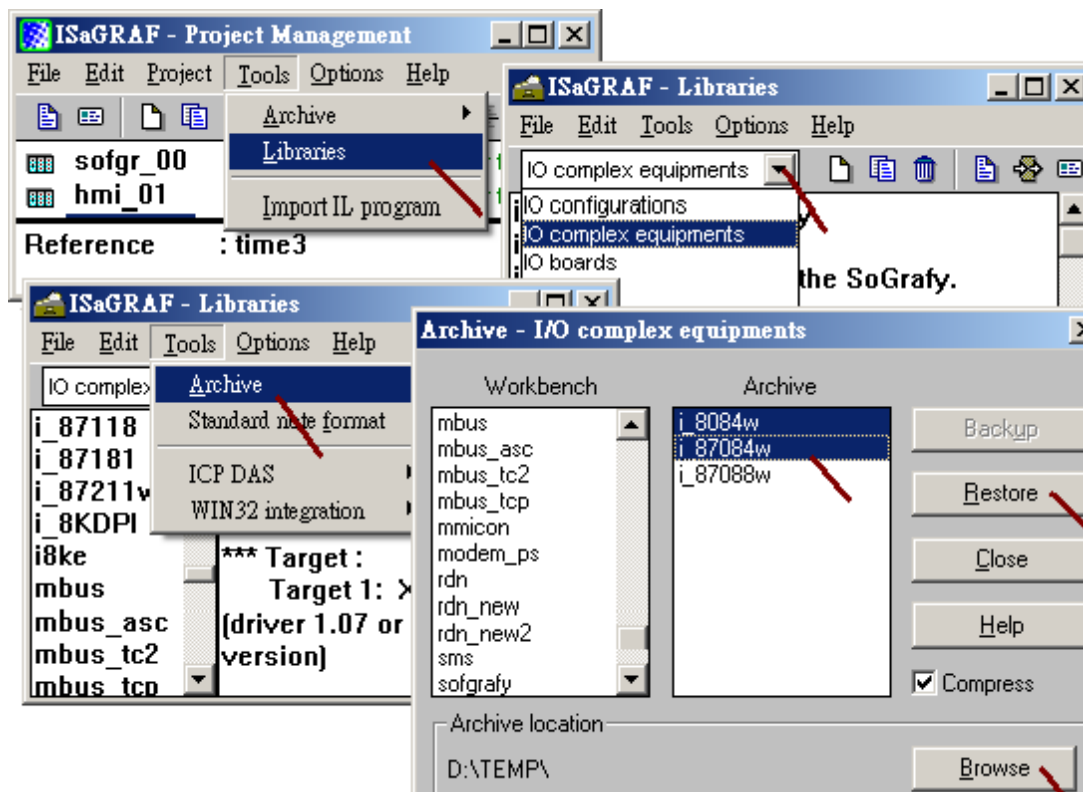 ISaGRAF - Project Management
File Edit Project Tools Options Help
Archive
Libraries
Import IL program
sofgr_00
hmi_01
Reference : time3
ISaGRAF - Libraries
File Edit Tools Options Help
IO complex equipments
IO configurations
IO complex equipments
IO boards
the SoGrafy.
ISaGRAF - Libraries
File Edit Tools Options Help
IO complex
Archive
Standard note format
ICP DAS
WIN32 integration
i_87118
i_87181
i_87211w
i_8KDPI
i8ke
mbus
mbus_asc
mbus_tc2
mbus_tcp
*** Target :
Target 1:
(driver 1.07 or
version)
Archive - I/O complex equipments
Workbench
mbus
mbus_asc
mbus_tc2
mbus_tcp
mmicon
modem_ps
rdn
rdn_new
rdn_new2
sms
sofgrafy
Archive
i_8084w
i_87084w
i_87088w
Backup
Restore
Close
Help
Compress
Archive location
D:\TEMP\
Browse